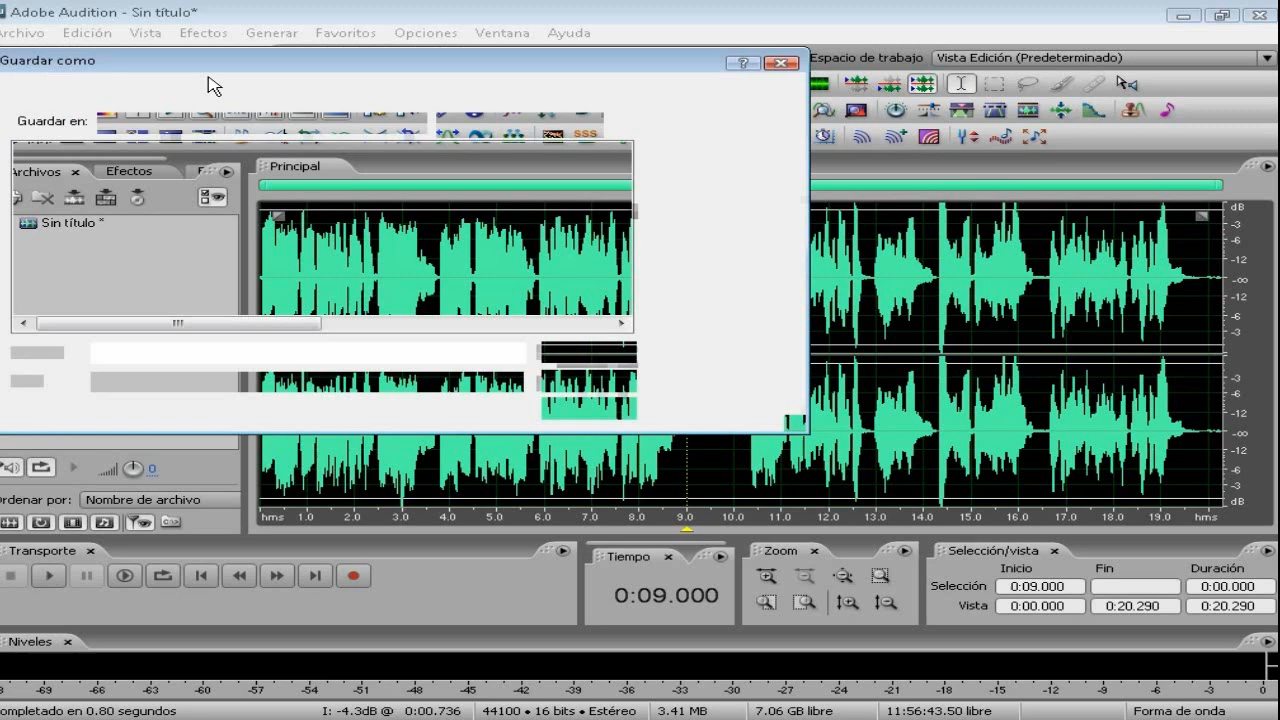 Adobe Audition - Sin título*
Archivo Edición Vista Efectos Generar Favoritos Opciones Ventana Ayuda
Guardar como
Espacio de trabajo Vista Edición (Predeterminado)
Guardar en:
Archivos Efectos F
Principal
Sin título *
dB
-3
-6
-12
-∞
-12
-6
-3
-3
-6
-12
-∞
-12
-6
-3
dB
hms 1.0 2.0 3.0 4.0 5.0 6.0 7.0 8.0 9.0 10.0 11.0 12.0 13.0 14.0 15.0 16.0 17.0 18.0 19.0 hms
0
Ordenar por: Nombre de archivo
Transporte
Tiempo
0:09.000
Zoom
Selección/vista
Inicio Fin Duración
Selección 0:09.000 0:00.000
Vista 0:00.000 0:20.290 0:20.290
Niveles
-69 -66 -63 -60 -57 -54 -51 -48 -45 -42 -39 -36 -33 -30 -27 -24 -21 -18 -15 -12 -9 -6 -3 0
ompletado en 0.80 segundos I: -4.3dB @ 0:00.736 44100 • 16 bits • Estéreo 3.41 MB 7.06 GB libre 11:56:43.50 libre Forma de onda